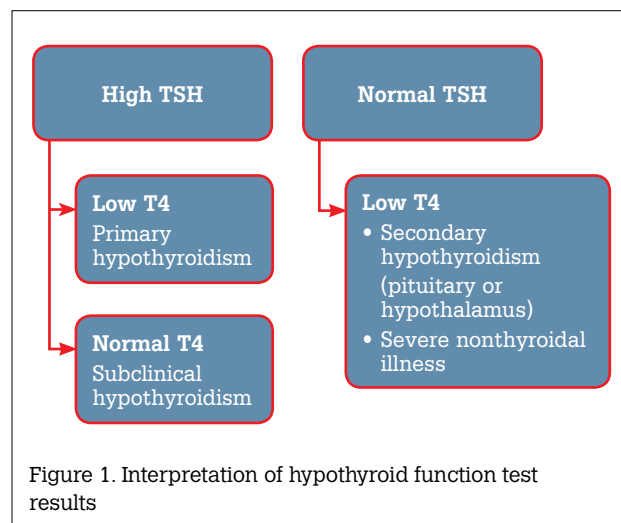 High TSH
Normal TSH
Low T4
Primary
hypothyroidism
Normal T4
Subclinical
hypothyroidism
Low T4
• Secondary
hypothyroidism
(pituitary or
hypothalamus)
• Severe nonthyroidal
illness
Figure 1. Interpretation of hypothyroid function test
results